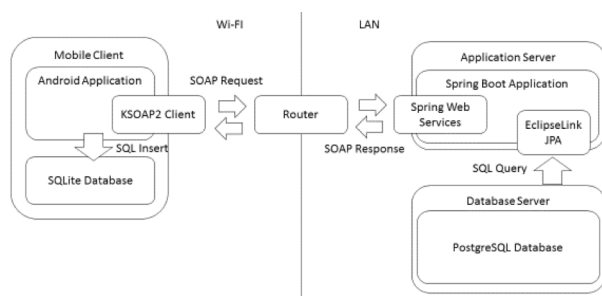 Wi-FI
LAN
Mobile Client
Android Application
KSOAP2 Client
SQL Insert
SQLite Database
SOAP Request
Router
SOAP Response
Application Server
Spring Boot Application
Spring Web
Services
EclipseLink
JPA
SQL Query
Database Server
PostgreSQL Database